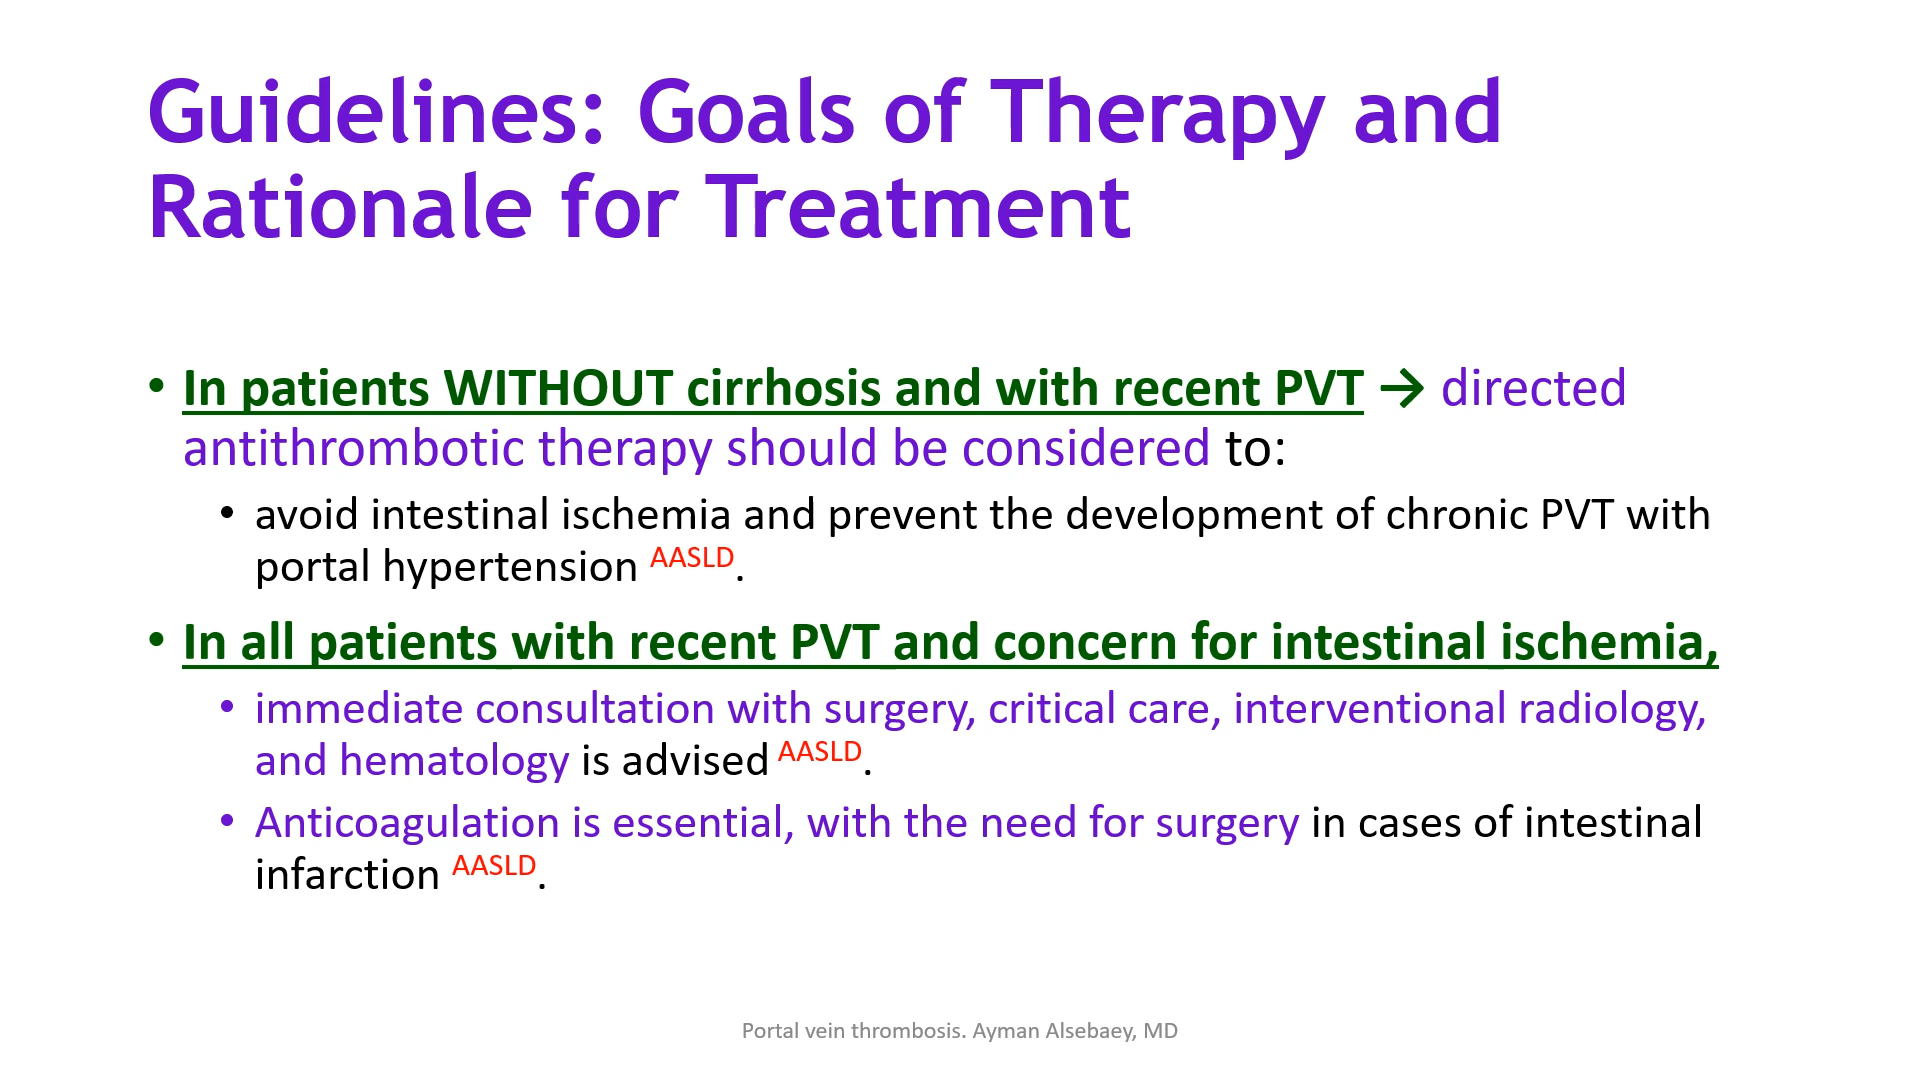 Guidelines: Goals of Therapy and
Rationale for Treatment
• In patients WITHOUT cirrhosis and with recent PVT → directed
antithrombotic therapy should be considered to:
• avoid intestinal ischemia and prevent the development of chronic PVT with
portal hypertension AASLD.
• In all patients with recent PVT and concern for intestinal ischemia,
• immediate consultation with surgery, critical care, interventional radiology,
and hematology is advised AASLD.
• Anticoagulation is essential, with the need for surgery in cases of intestinal
infarction AASLD.
Portal vein thrombosis. Ayman Alsebaey, MD